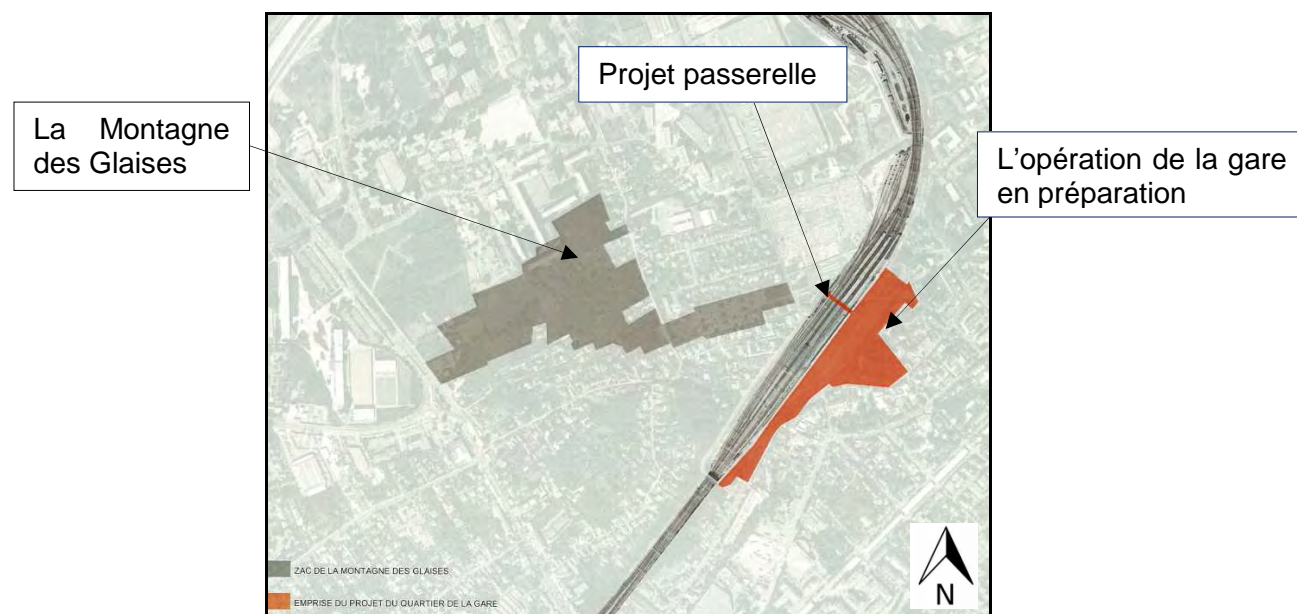 Projet passerelle
La Montagne
des Glaises
L’opération de la gare
en préparation
N
ZAC DE LA MONTAGNE DES GLAISES
EMPRISE DU PROJET DU QUARTIER DE LA GARE